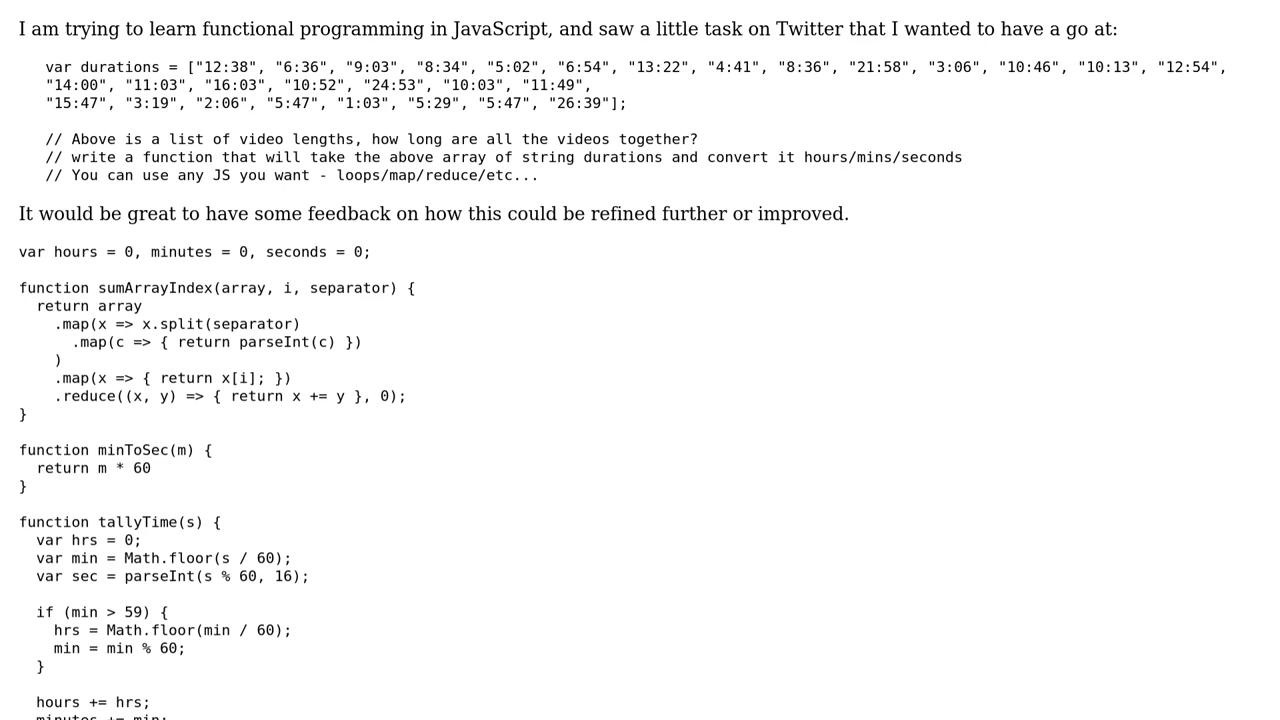 I am trying to learn functional programming in JavaScript, and saw a little task on Twitter that I wanted to have a go at:
var durations = ["12:38", "6:36", "9:03", "8:34", "5:02", "6:54", "13:22", "4:41", "8:36", "21:58", "3:06", "10:46", "10:13", "12:54",
"14:00", "11:03", "16:03", "10:52", "24:53", "10:03", "11:49",
"15:47", "3:19", "2:06", "5:47", "1:03", "5:29", "5:47", "26:39"];
// Above is a list of video lengths, how long are all the videos together?
// write a function that will take the above array of string durations and convert it hours/mins/seconds
// You can use any JS you want - loops/map/reduce/etc...
It would be great to have some feedback on how this could be refined further or improved.
var hours = 0, minutes = 0, seconds = 0;
function sumArrayIndex(array, i, separator) {
  return array
    .map(x => x.split(separator)
      .map(c => { return parseInt(c) })
    )
    .map(x => { return x[i]; })
    .reduce((x, y) => { return x += y }, 0);
}
function minToSec(m) {
  return m * 60
}
function tallyTime(s) {
  var hrs = 0;
  var min = Math.floor(s / 60);
  var sec = parseInt(s % 60, 16);
  if (min > 59) {
    hrs = Math.floor(min / 60);
    min = min % 60;
  }
  hours += hrs;
  minutes += min;